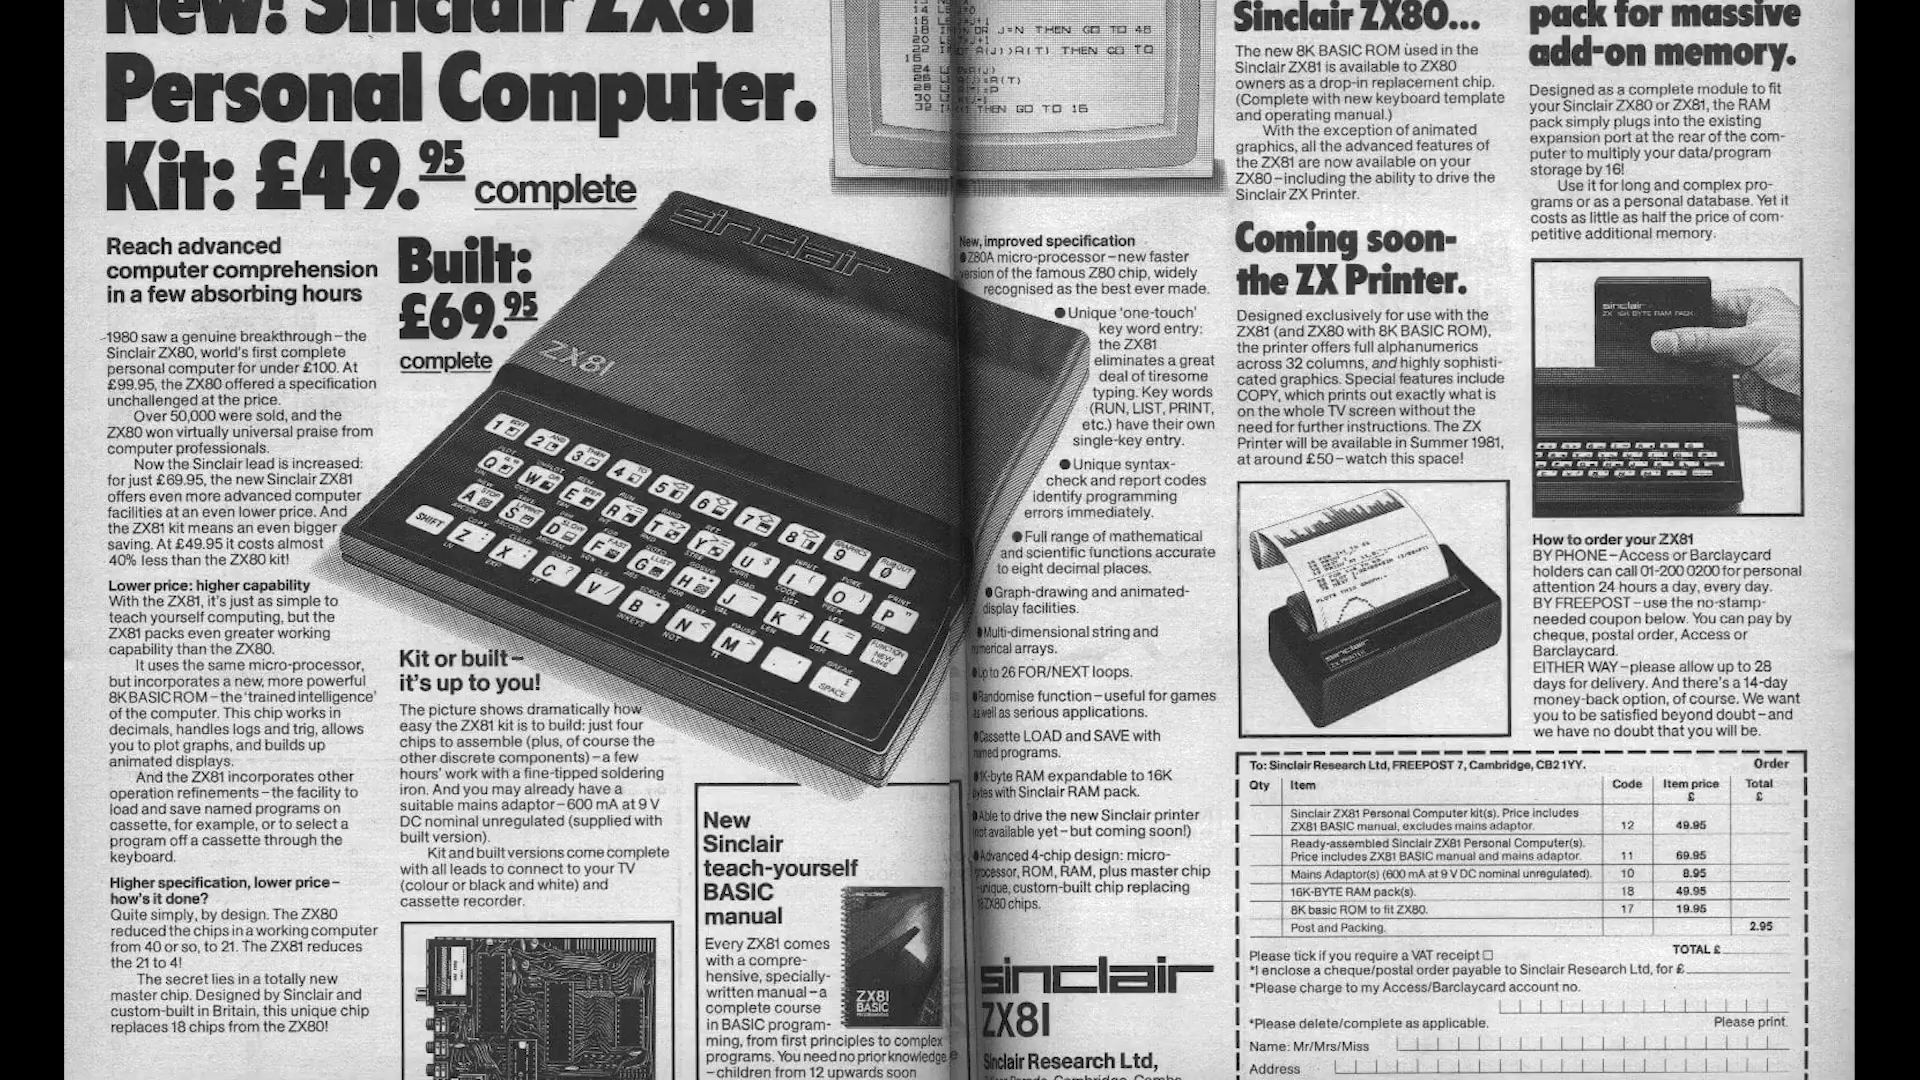 New! Sinclair ZX81
Personal Computer.
Kit: £49.95 complete
Reach advanced
computer comprehension
in a few absorbing hours
1980 saw a genuine breakthrough – the
Sinclair ZX80, world's first complete
personal computer for under £100. At
£99.95, the ZX80 offered a specification
unchallenged at the price.
Over 50,000 were sold, and the
ZX80 won virtually universal praise from
computer professionals.
Now the Sinclair lead is increased:
for just £69.95, the new Sinclair ZX81
offers even more advanced computer
facilities at an even lower price. And
the ZX81 kit means an even bigger
saving. At £49.95 it costs almost
40% less than the ZX80 kit!
Lower price: higher capability
With the ZX81, it's just as simple to
teach yourself computing, but the
ZX81 packs even greater working
capability than the ZX80.
It uses the same micro-processor,
but incorporates a new, more powerful
8K BASIC ROM – the 'trained intelligence'
of the computer. This chip works in
decimals, handles logs and trig, allows
you to plot graphs, and builds up
animated displays.
And the ZX81 incorporates other
operation refinements – the facility to
load and save named programs on
cassette, for example, or to select a
program off a cassette through the
keyboard.
Higher specification, lower price –
how's it done?
Quite simply, by design. The ZX80
reduced the chips in a working computer
from 40 or so, to 21. The ZX81 reduces
the 21 to 4!
The secret lies in a totally new
master chip. Designed by Sinclair and
custom-built in Britain, this unique chip
replaces 18 chips from the ZX80!
Built:
£69.95
complete
sinclair
ZX81
Kit or built –
it's up to you!
The picture shows dramatically how
easy the ZX81 kit is to build: just four
chips to assemble (plus, of course the
other discrete components) – a few
hours' work with a fine-tipped soldering
iron. And you may already have a
suitable mains adaptor – 600 mA at 9 V
DC nominal unregulated (supplied with
built version).
Kit and built versions come complete
with all leads to connect to your TV
(colour or black and white) and
cassette recorder.
New
Sinclair
teach-yourself
BASIC
manual
Every ZX81 comes
with a compre-
hensive, specially-
written manual – a
complete course
in BASIC program-
ming, from first principles to complex
programs. You need no prior knowledge
– children from 12 upwards soon
ZX81
BASIC
New, improved specification
● Z80A micro-processor – new faster
version of the famous Z80 chip, widely
recognised as the best ever made.
● Unique 'one-touch'
key word entry:
the ZX81
eliminates a great
deal of tiresome
typing. Key words
(RUN, LIST, PRINT,
etc.) have their own
single-key entry.
● Unique syntax-
check and report codes
identify programming
errors immediately.
● Full range of mathematical
and scientific functions accurate
to eight decimal places.
● Graph-drawing and animated-
display facilities.
● Multi-dimensional string and
numerical arrays.
● Up to 26 FOR/NEXT loops.
● Randomise function – useful for games
as well as serious applications.
● Cassette LOAD and SAVE with
named programs.
● 1K-byte RAM expandable to 16K
bytes with Sinclair RAM pack.
● Able to drive the new Sinclair printer
(not available yet – but coming soon!)
● Advanced 4-chip design: micro-
processor, ROM, RAM, plus master chip
– unique, custom-built chip replacing
18 ZX80 chips.
sinclair
ZX81
Sinclair Research Ltd,
Sinclair ZX80...
The new 8K BASIC ROM used in the
Sinclair ZX81 is available to ZX80
owners as a drop-in replacement chip.
(Complete with new keyboard template
and operating manual.)
With the exception of animated
graphics, all the advanced features of
the ZX81 are now available on your
ZX80 – including the ability to drive the
Sinclair ZX Printer.
Coming soon-
the ZX Printer.
Designed exclusively for use with the
ZX81 (and ZX80 with 8K BASIC ROM),
the printer offers full alphanumerics
across 32 columns, and highly sophisti-
cated graphics. Special features include
COPY, which prints out exactly what is
on the whole TV screen without the
need for further instructions. The ZX
Printer will be available in Summer 1981,
at around £50 – watch this space!
pack for massive
add-on memory.
Designed as a complete module to fit
your Sinclair ZX80 or ZX81, the RAM
pack simply plugs into the existing
expansion port at the rear of the com-
puter to multiply your data/program
storage by 16!
Use it for long and complex pro-
grams or as a personal database. Yet it
costs as little as half the price of com-
petitive additional memory.
sinclair
ZX 16K BYTE RAM PACK
How to order your ZX81
BY PHONE – Access or Barclaycard
holders can call 01-200 0200 for personal
attention 24 hours a day, every day.
BY FREEPOST – use the no-stamp-
needed coupon below. You can pay by
cheque, postal order, Access or
Barclaycard.
EITHER WAY – please allow up to 28
days for delivery. And there's a 14-day
money-back option, of course. We want
you to be satisfied beyond doubt – and
we have no doubt that you will be.
To: Sinclair Research Ltd, FREEPOST 7, Cambridge, CB2 1YY. Order
Qty Item Code Item price £ Total £
Sinclair ZX81 Personal Computer kit(s). Price includes
ZX81 BASIC manual, excludes mains adaptor. 12 49.95
Ready-assembled Sinclair ZX81 Personal Computer(s).
Price includes ZX81 BASIC manual and mains adaptor. 11 69.95
Mains Adaptor(s) (600 mA at 9 V DC nominal unregulated). 10 8.95
16K-BYTE RAM pack(s). 18 49.95
8K basic ROM to fit ZX80. 17 19.95
Post and Packing. 2.95
Please tick if you require a VAT receipt □ TOTAL £
*I enclose a cheque/postal order payable to Sinclair Research Ltd, for £
*Please charge to my Access/Barclaycard account no.
*Please delete/complete as applicable. Please print.
Name: Mr/Mrs/Miss
Address